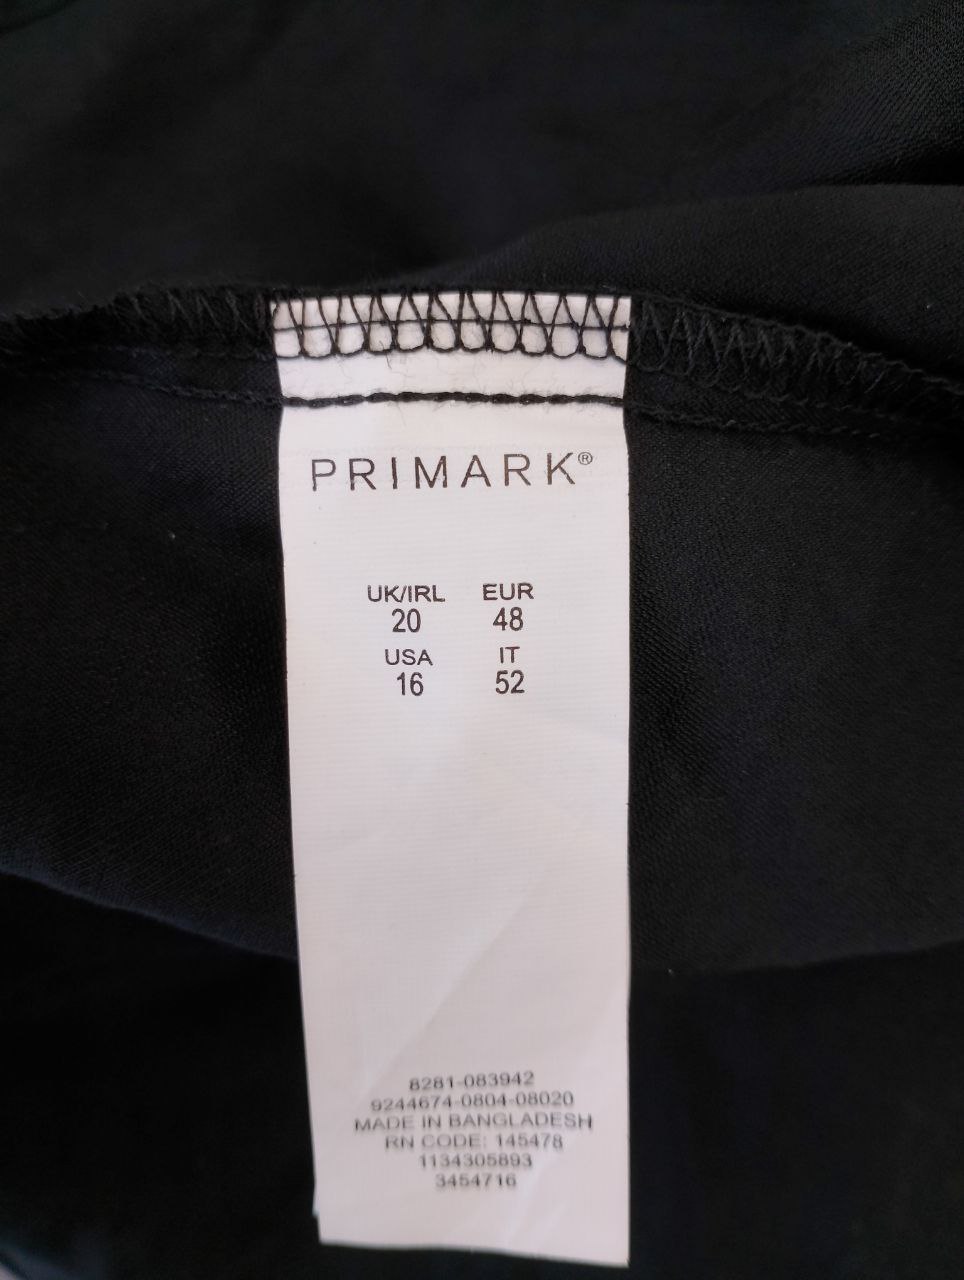 PRIMARK®
UK/IRL EUR
20 48
USA IT
16 52
8281-083942
9244674-0804-08020
MADE IN BANGLADESH
RN CODE: 145478
1134305893
3454716